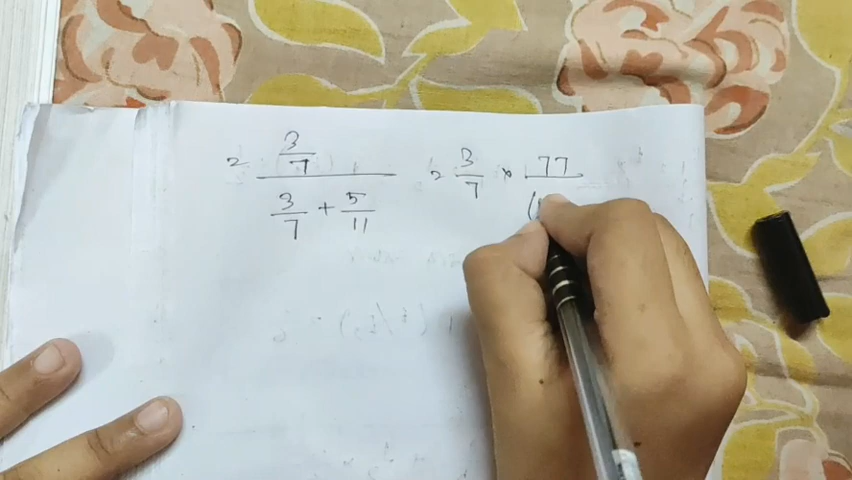 = (3/7) / (3/7 + 5/11) = 3/7 × 77 / (